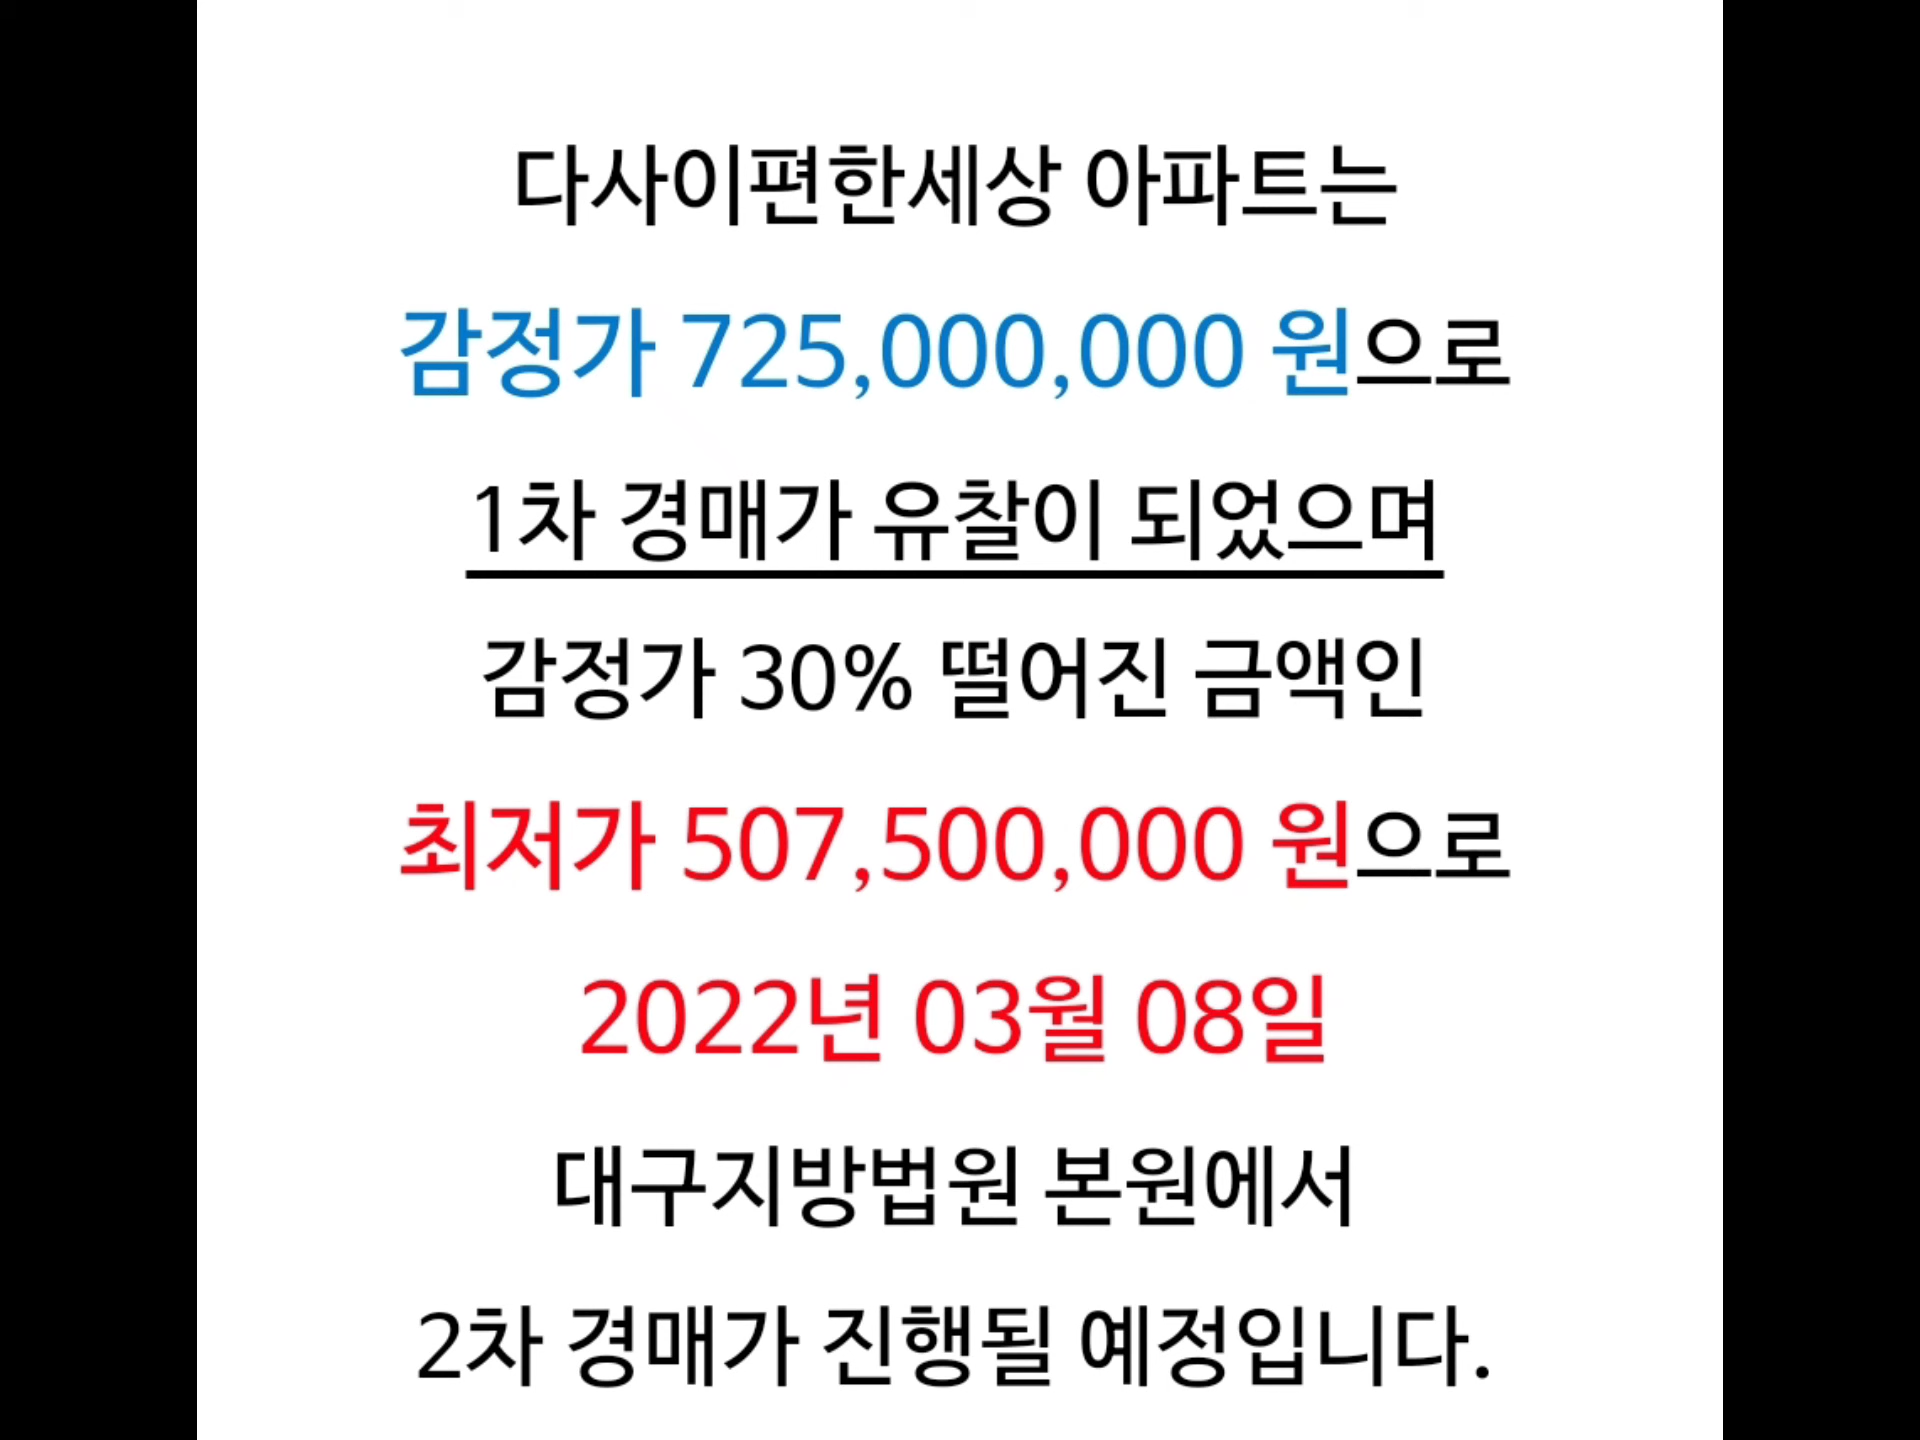 다사이편한세상 아파트는
감정가 725,000,000 원으로
1차 경매가 유찰이 되었으며
감정가 30% 떨어진 금액인
최저가 507,500,000 원으로
2022년 03월 08일
대구지방법원 본원에서
2차 경매가 진행될 예정입니다.